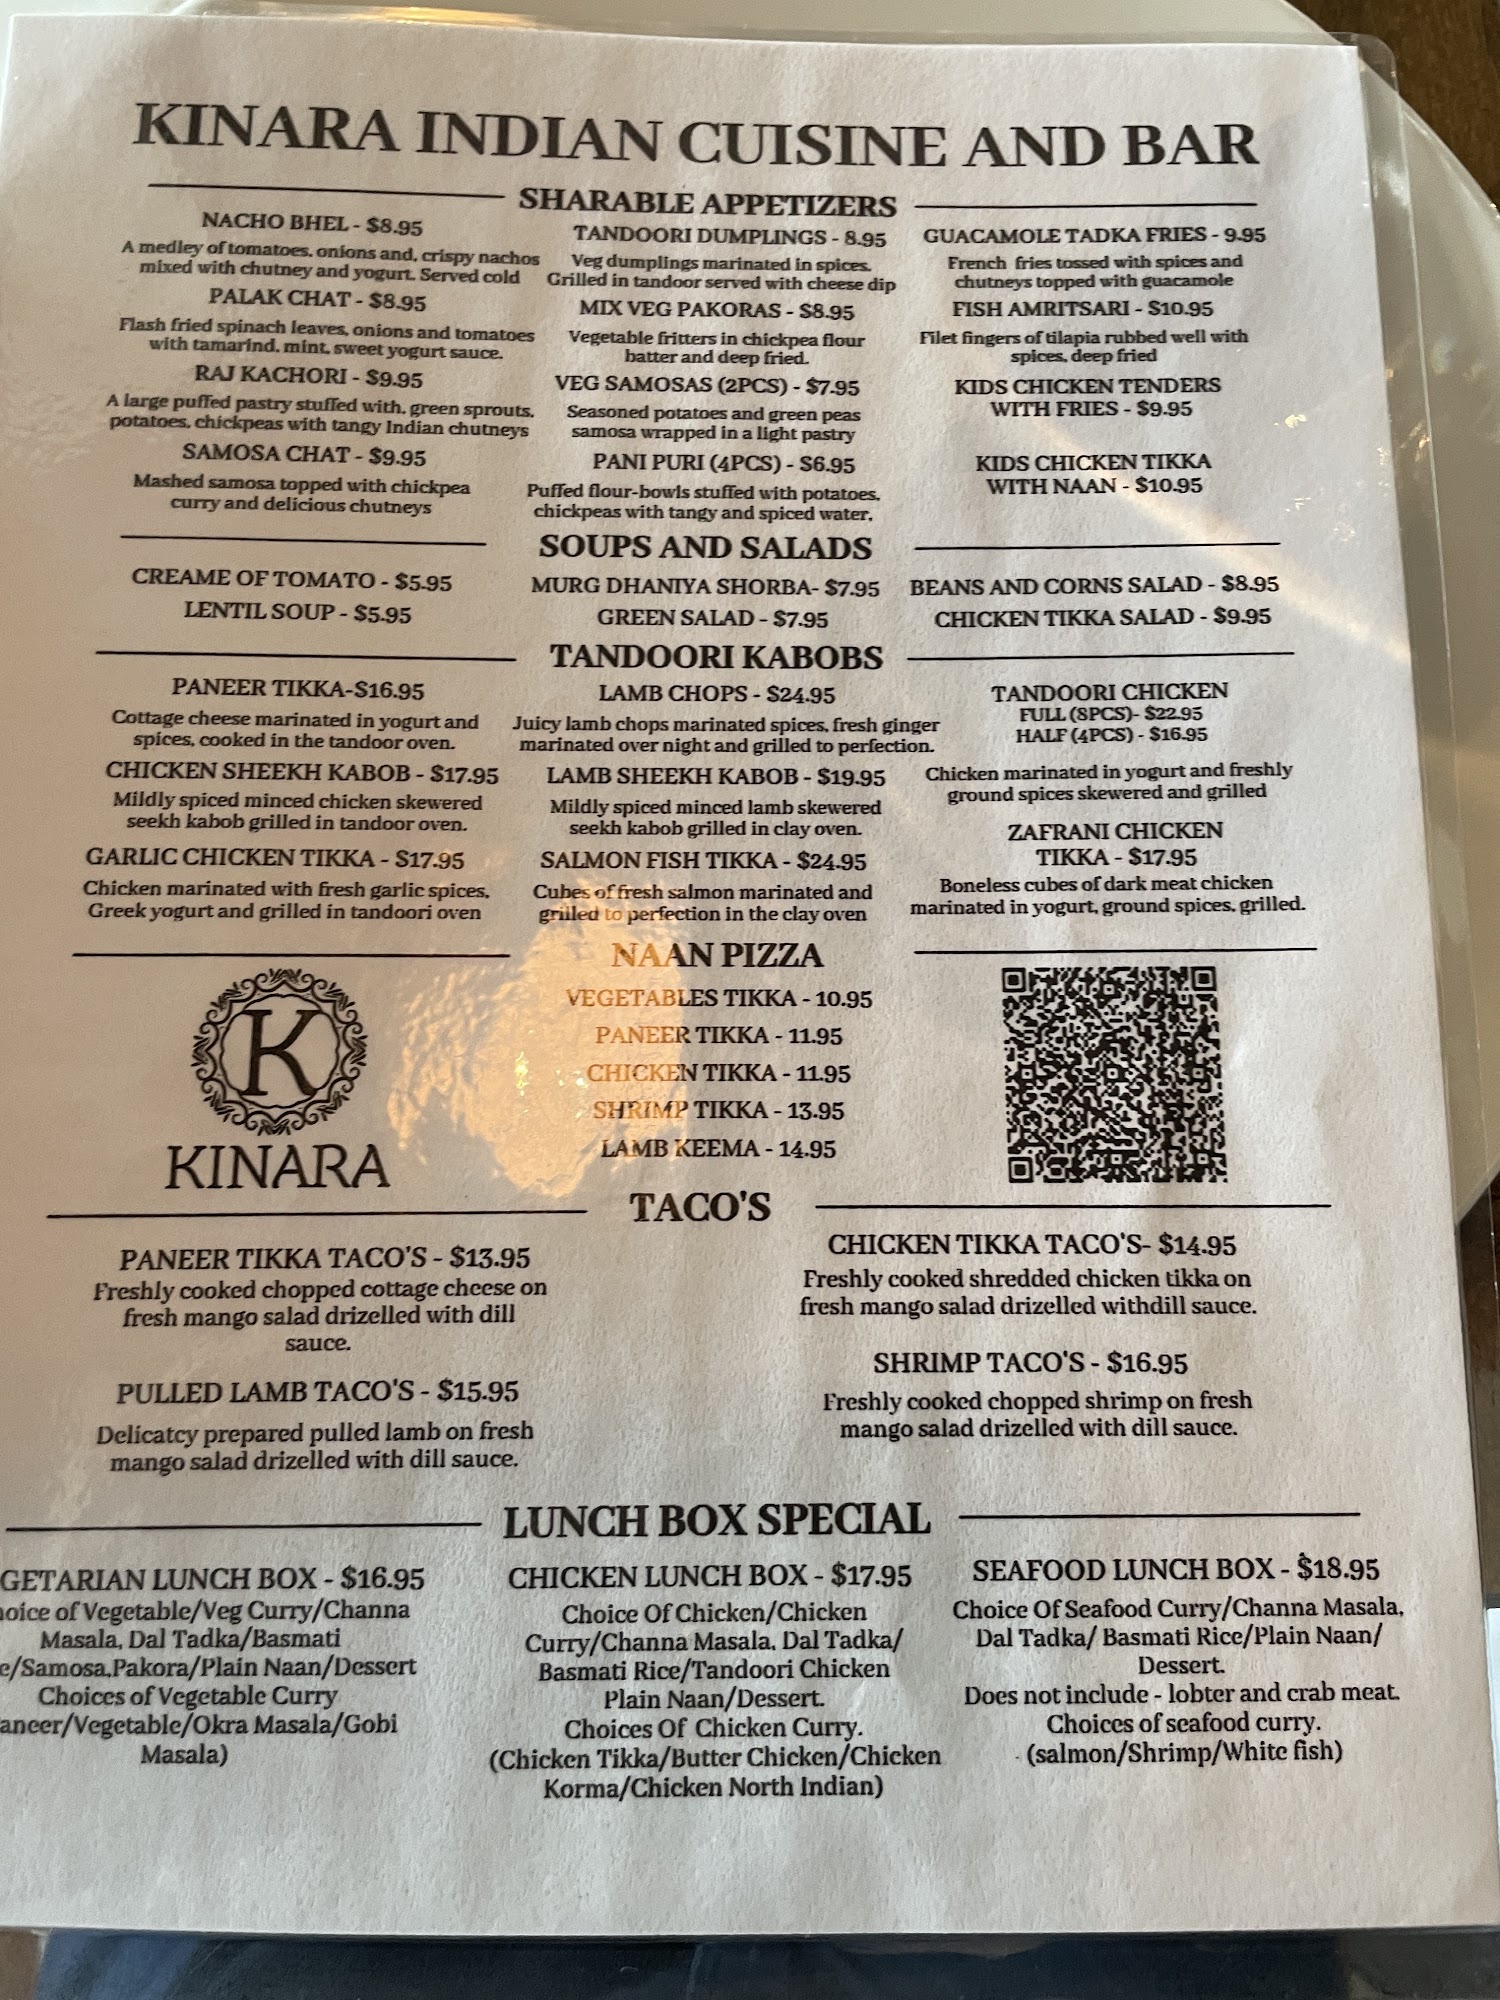 KINARA INDIAN CUISINE AND BAR
SHARABLE APPETIZERS
NACHO BHEL - $8.95
A medley of tomatoes, onions and, crispy nachos
mixed with chutney and yogurt. Served cold
PALAK CHAT - $8.95
Flash fried spinach leaves, onions and tomatoes
with tamarind, mint, sweet yogurt sauce.
RAJ KACHORI - $9.95
A large puffed pastry stuffed with, green sprouts,
potatoes, chickpeas with tangy Indian chutneys
SAMOSA CHAT - $9.95
Mashed samosa topped with chickpea
curry and delicious chutneys
TANDOORI DUMPLINGS - 8.95
Veg dumplings marinated in spices.
Grilled in tandoor served with cheese dip
MIX VEG PAKORAS - $8.95
Vegetable fritters in chickpea flour
batter and deep fried.
VEG SAMOSAS (2PCS) - $7.95
Seasoned potatoes and green peas
samosa wrapped in a light pastry
PANI PURI (4PCS) - $6.95
Puffed flour-bowls stuffed with potatoes,
chickpeas with tangy and spiced water,
GUACAMOLE TADKA FRIES - 9.95
French fries tossed with spices and
chutneys topped with guacamole
FISH AMRITSARI - $10.95
Filet fingers of tilapia rubbed well with
spices, deep fried
KIDS CHICKEN TENDERS
WITH FRIES - $9.95
KIDS CHICKEN TIKKA
WITH NAAN - $10.95
SOUPS AND SALADS
CREAME OF TOMATO - $5.95
LENTIL SOUP - $5.95
MURG DHANIYA SHORBA- $7.95
GREEN SALAD - $7.95
BEANS AND CORNS SALAD - $8.95
CHICKEN TIKKA SALAD - $9.95
TANDOORI KABOBS
PANEER TIKKA-$16.95
Cottage cheese marinated in yogurt and
spices, cooked in the tandoor oven.
CHICKEN SHEEKH KABOB - $17.95
Mildly spiced minced chicken skewered
seekh kabob grilled in tandoor oven.
GARLIC CHICKEN TIKKA - $17.95
Chicken marinated with fresh garlic spices,
Greek yogurt and grilled in tandoori oven
LAMB CHOPS - $24.95
Juicy lamb chops marinated spices, fresh ginger
marinated over night and grilled to perfection.
LAMB SHEEKH KABOB - $19.95
Mildly spiced minced lamb skewered
seekh kabob grilled in clay oven.
SALMON FISH TIKKA - $24.95
Cubes of fresh salmon marinated and
grilled to perfection in the clay oven
TANDOORI CHICKEN
FULL (8PCS)- $22.95
HALF (4PCS) - $16.95
Chicken marinated in yogurt and freshly
ground spices skewered and grilled
ZAFRANI CHICKEN
TIKKA - $17.95
Boneless cubes of dark meat chicken
marinated in yogurt, ground spices, grilled.
NAAN PIZZA
VEGETABLES TIKKA - 10.95
PANEER TIKKA - 11.95
CHICKEN TIKKA - 11.95
SHRIMP TIKKA - 13.95
LAMB KEEMA - 14.95
K
KINARA
TACO'S
PANEER TIKKA TACO'S - $13.95
Freshly cooked chopped cottage cheese on
fresh mango salad drizelled with dill
sauce.
PULLED LAMB TACO'S - $15.95
Delicatcy prepared pulled lamb on fresh
mango salad drizelled with dill sauce.
CHICKEN TIKKA TACO'S- $14.95
Freshly cooked shredded chicken tikka on
fresh mango salad drizelled withdill sauce.
SHRIMP TACO'S - $16.95
Freshly cooked chopped shrimp on fresh
mango salad drizelled with dill sauce.
LUNCH BOX SPECIAL
GETARIAN LUNCH BOX - $16.95
oice of Vegetable/Veg Curry/Channa
Masala, Dal Tadka/Basmati
e/Samosa,Pakora/Plain Naan/Dessert
Choices of Vegetable Curry
aneer/Vegetable/Okra Masala/Gobi
Masala)
CHICKEN LUNCH BOX - $17.95
Choice Of Chicken/Chicken
Curry/Channa Masala, Dal Tadka/
Basmati Rice/Tandoori Chicken
Plain Naan/Dessert.
Choices Of Chicken Curry.
(Chicken Tikka/Butter Chicken/Chicken
Korma/Chicken North Indian)
SEAFOOD LUNCH BOX - $18.95
Choice Of Seafood Curry/Channa Masala,
Dal Tadka/ Basmati Rice/Plain Naan/
Dessert.
Does not include - lobter and crab meat.
Choices of seafood curry.
(salmon/Shrimp/White fish)